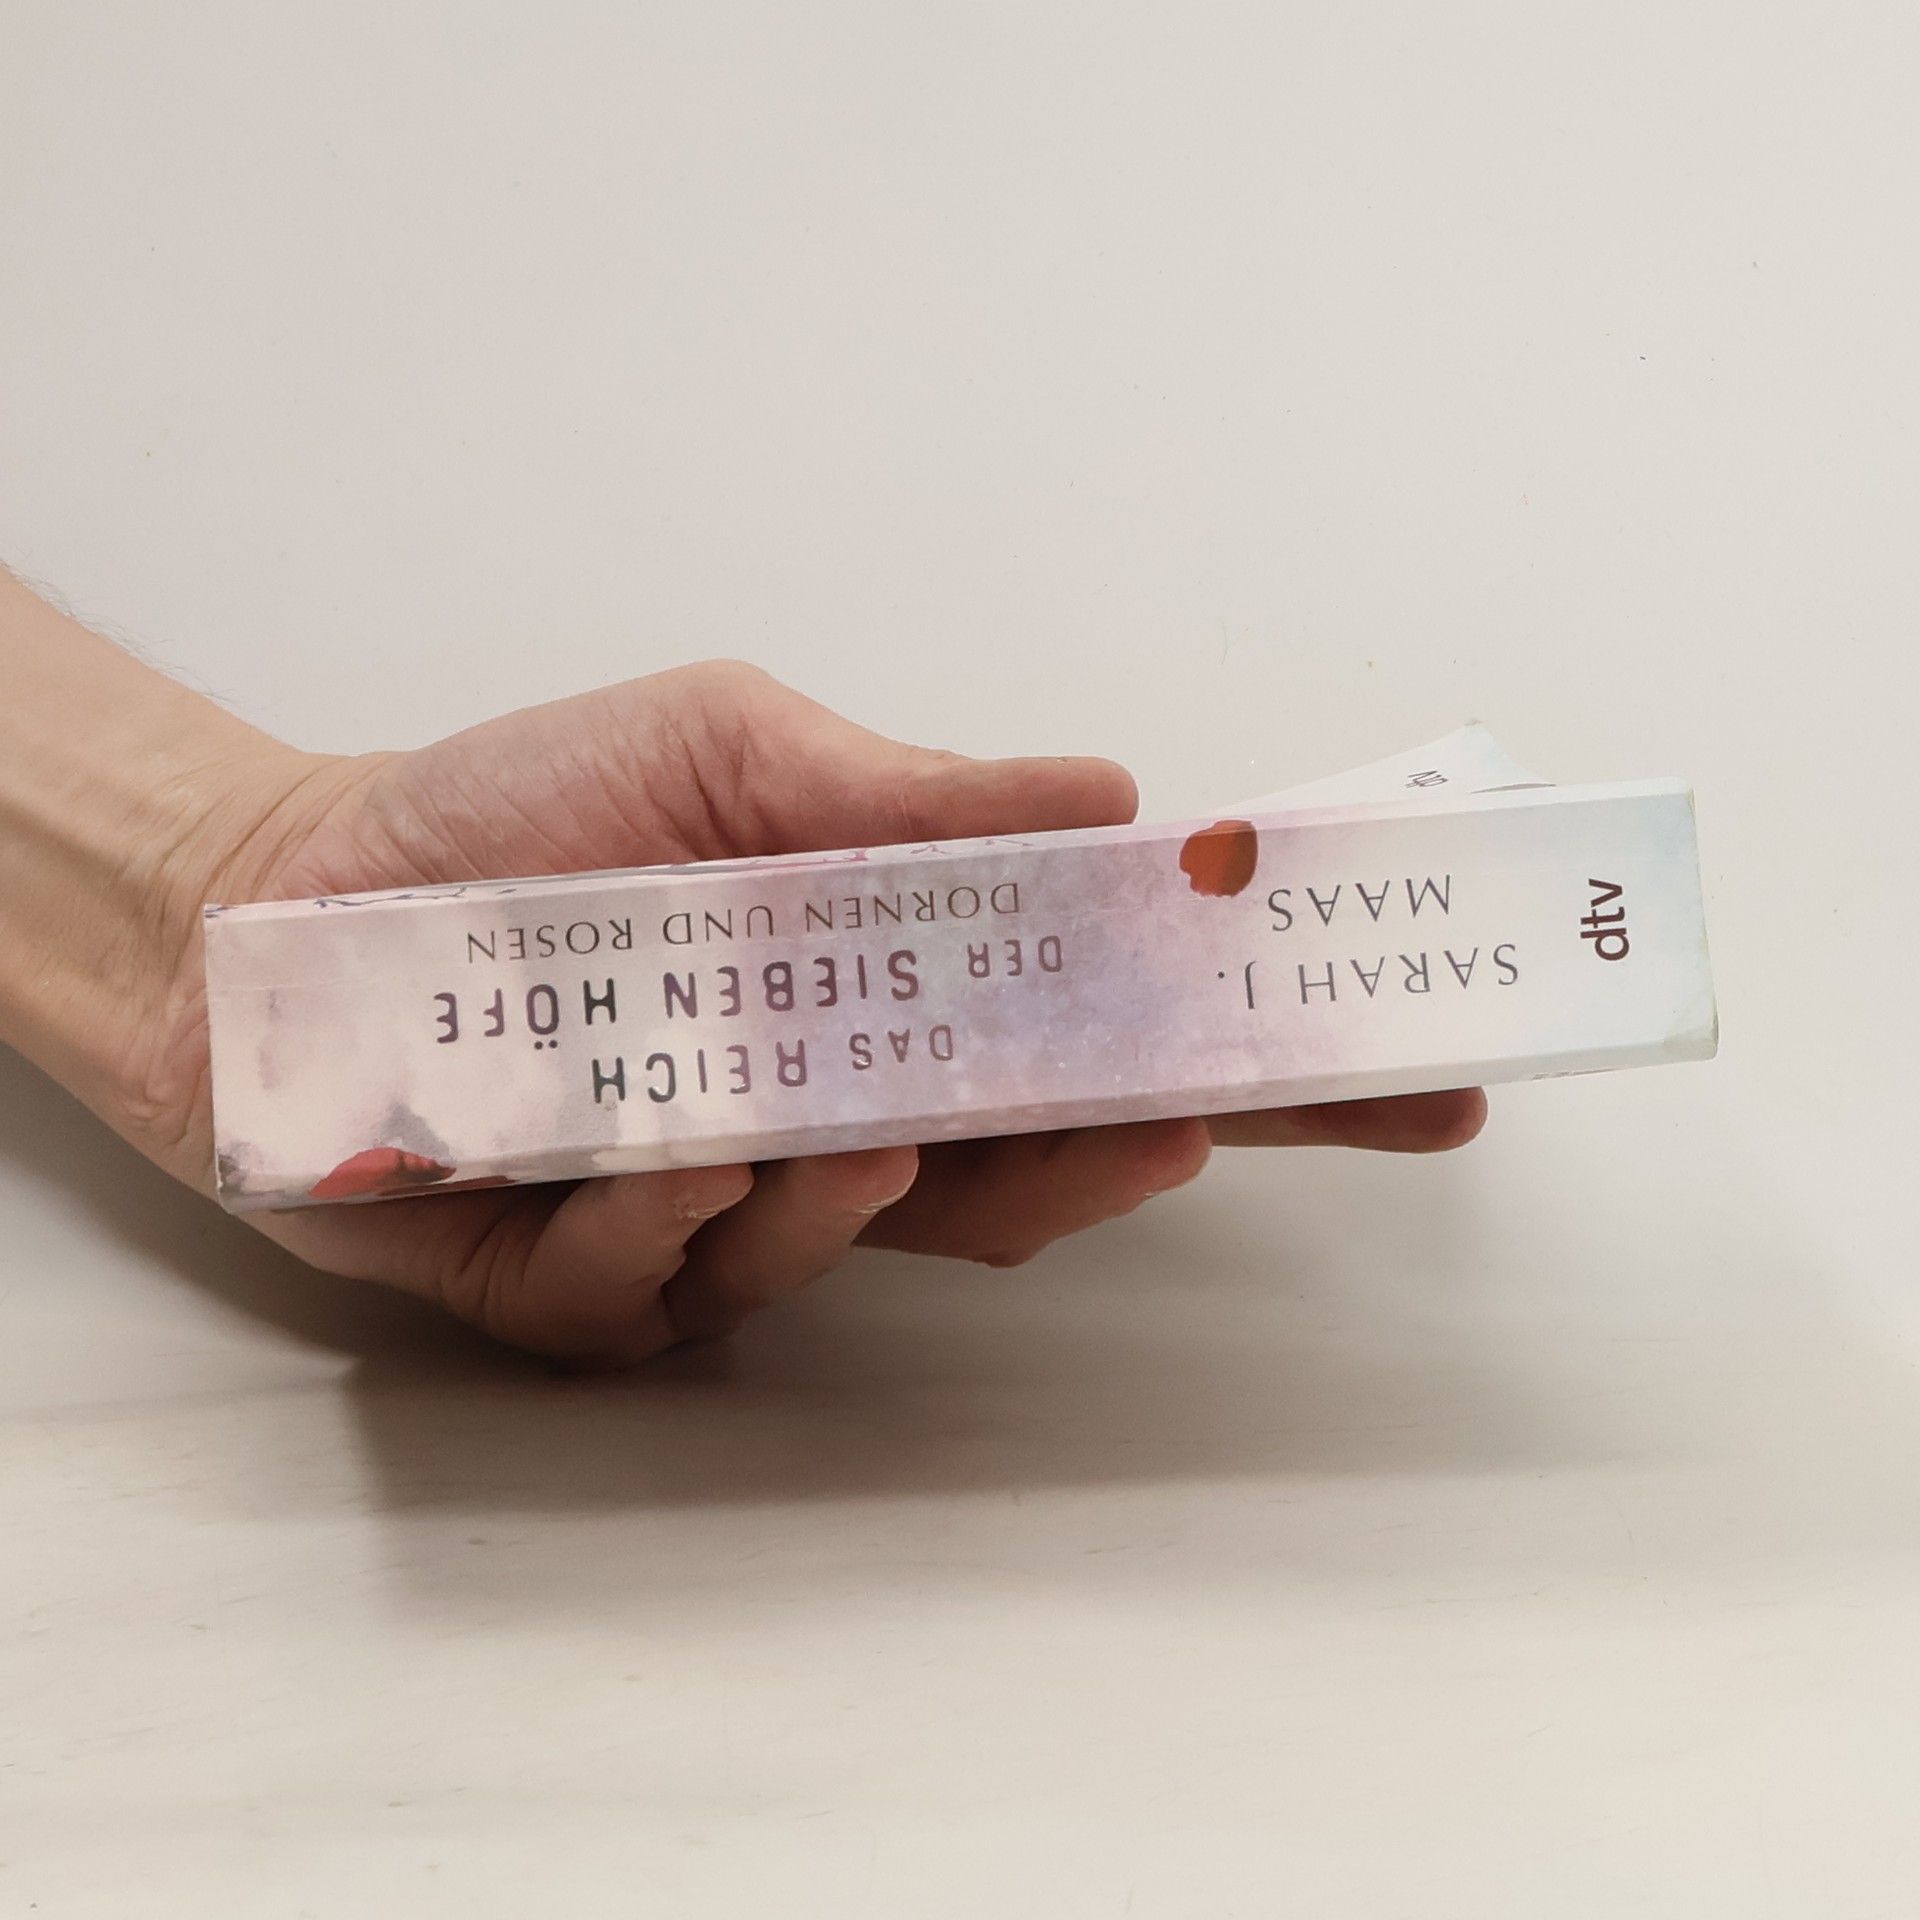 SARAH J.
MAAS
DAS REICH
DER SIEBEN HÖFE
DORNEN UND ROSEN
dtv